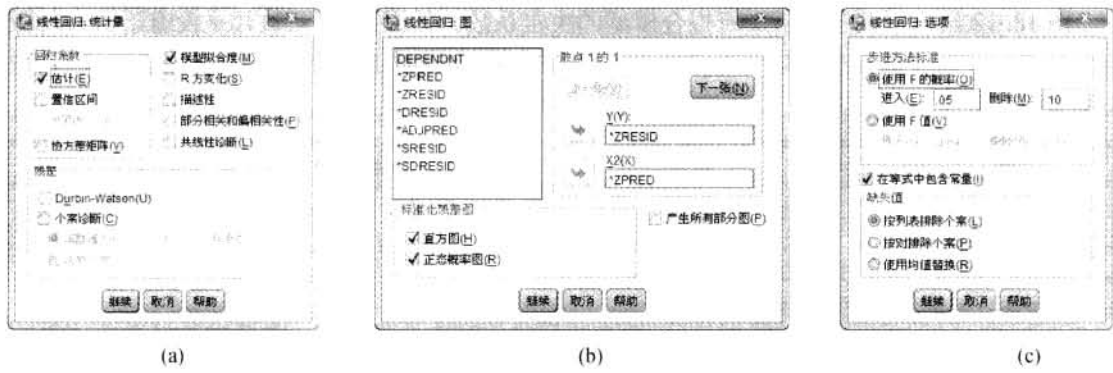 线性回归: 统计量
回归系数
估计(E)
置信区间
协方差矩阵(V)
模型拟合度(M)
R 方变化(S)
描述性
部分相关和偏相关性(P)
共线性诊断(L)
残差
Durbin-Watson(U)
个案诊断(C)
继续 取消 帮助
(a)
线性回归: 图
DEPENDNT
*ZPRED
*ZRESID
*DRESID
*ADJPRED
*SRESID
*SDRESID
散点 1 的 1
下一张(N)
Y(Y):
*ZRESID
X2(X):
*ZPRED
标准化残差图
直方图(H)
正态概率图(R)
产生所有部分图(P)
继续 取消 帮助
(b)
线性回归: 选项
步进方法标准
使用 F 的概率(O)
进入(E): .05 删除(M): .10
使用 F 值(V)
在等式中包含常量(I)
缺失值
按列表排除个案(L)
按对排除个案(P)
使用均值替换(R)
继续 取消 帮助
(c)